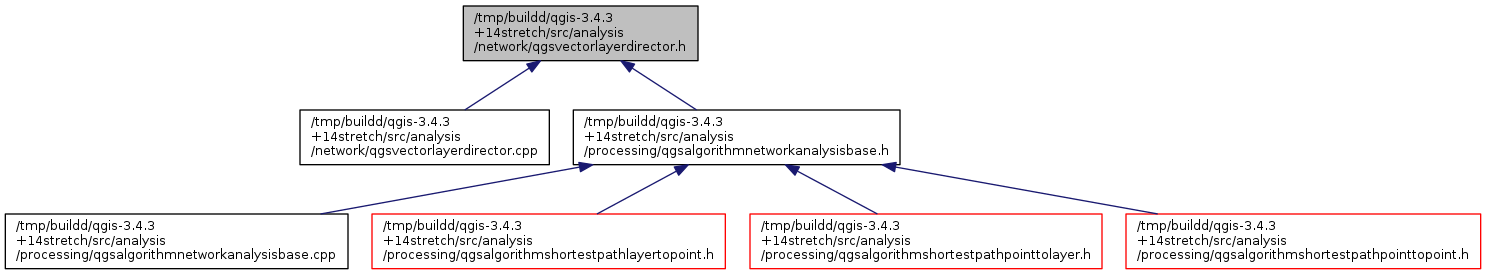 /tmp/buildd/qgis-3.4.3
+14stretch/src/analysis
/network/qgsvectorlayerdirector.h
/tmp/buildd/qgis-3.4.3
+14stretch/src/analysis
/network/qgsvectorlayerdirector.cpp
/tmp/buildd/qgis-3.4.3
+14stretch/src/analysis
/processing/qgsalgorithmnetworkanalysisbase.h
/tmp/buildd/qgis-3.4.3
+14stretch/src/analysis
/processing/qgsalgorithmnetworkanalysisbase.cpp
/tmp/buildd/qgis-3.4.3
+14stretch/src/analysis
/processing/qgsalgorithmshortestpathlayertopoint.h
/tmp/buildd/qgis-3.4.3
+14stretch/src/analysis
/processing/qgsalgorithmshortestpathpointtolayer.h
/tmp/buildd/qgis-3.4.3
+14stretch/src/analysis
/processing/qgsalgorithmshortestpathpointtopoint.h